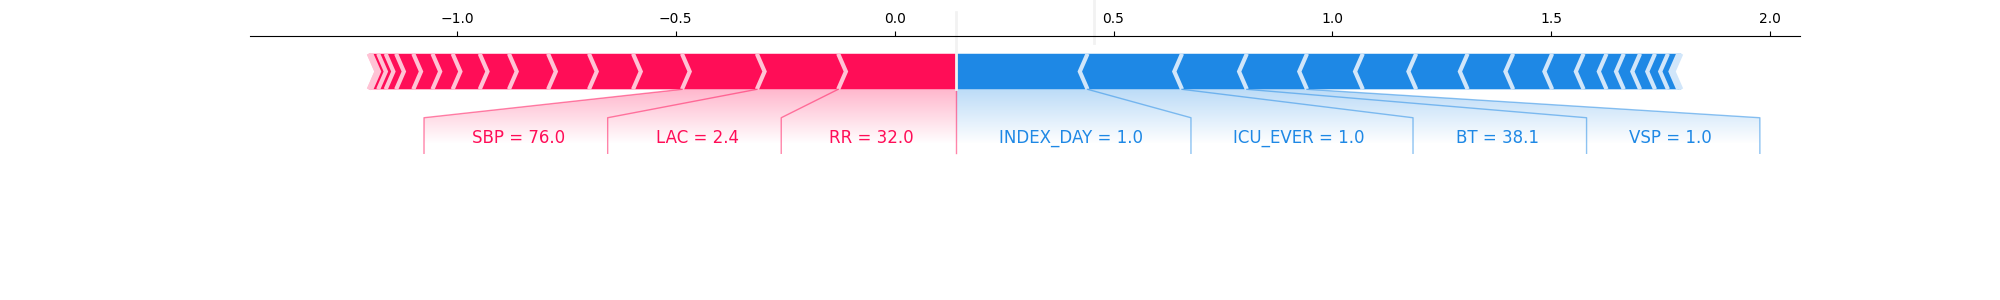 −1.0 −0.5 0.0 0.5 1.0 1.5 2.0
SBP = 76.0 LAC = 2.4 RR = 32.0 INDEX_DAY = 1.0 ICU_EVER = 1.0 BT = 38.1 VSP = 1.0